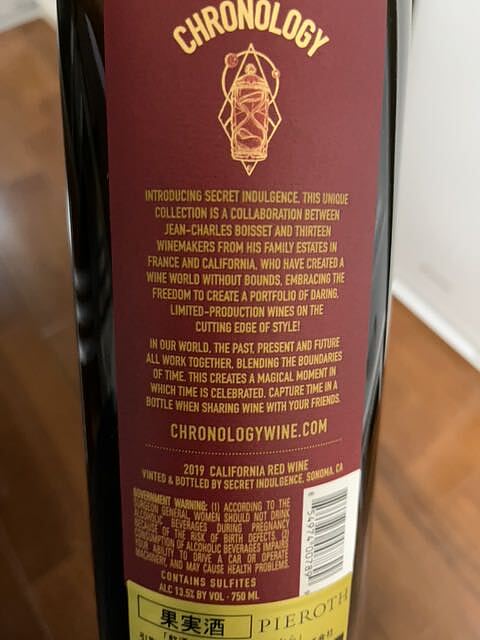 CHRONOLOGY
INTRODUCING SECRET INDULGENCE, THIS UNIQUE
COLLECTION IS A COLLABORATION BETWEEN
JEAN-CHARLES BOISSET AND THIRTEEN
WINEMAKERS FROM HIS FAMILY ESTATES IN
FRANCE AND CALIFORNIA, WHO HAVE CREATED A
WINE WORLD WITHOUT BOUNDS, EMBRACING THE
FREEDOM TO CREATE A PORTFOLIO OF DARING,
LIMITED-PRODUCTION WINES ON THE
CUTTING EDGE OF STYLE!
IN OUR WORLD, THE PAST, PRESENT AND FUTURE
ALL WORK TOGETHER, BLENDING THE BOUNDARIES
OF TIME. THIS CREATES A MAGICAL MOMENT IN
WHICH TIME IS CELEBRATED. CAPTURE TIME IN A
BOTTLE WHEN SHARING WINE WITH YOUR FRIENDS.
CHRONOLOGYWINE.COM
2019 CALIFORNIA RED WINE
VINTED & BOTTLED BY SECRET INDULGENCE, SONOMA, CA
GOVERNMENT WARNING: (1) ACCORDING TO THE
SURGEON GENERAL, WOMEN SHOULD NOT DRINK
ALCOHOLIC BEVERAGES DURING PREGNANCY
BECAUSE OF THE RISK OF BIRTH DEFECTS. (2)
CONSUMPTION OF ALCOHOLIC BEVERAGES IMPAIRS
YOUR ABILITY TO DRIVE A CAR OR OPERATE
MACHINERY, AND MAY CAUSE HEALTH PROBLEMS.
CONTAINS SULFITES
ALC 13.5% BY VOL · 750 ML
果実酒 PIEROTH